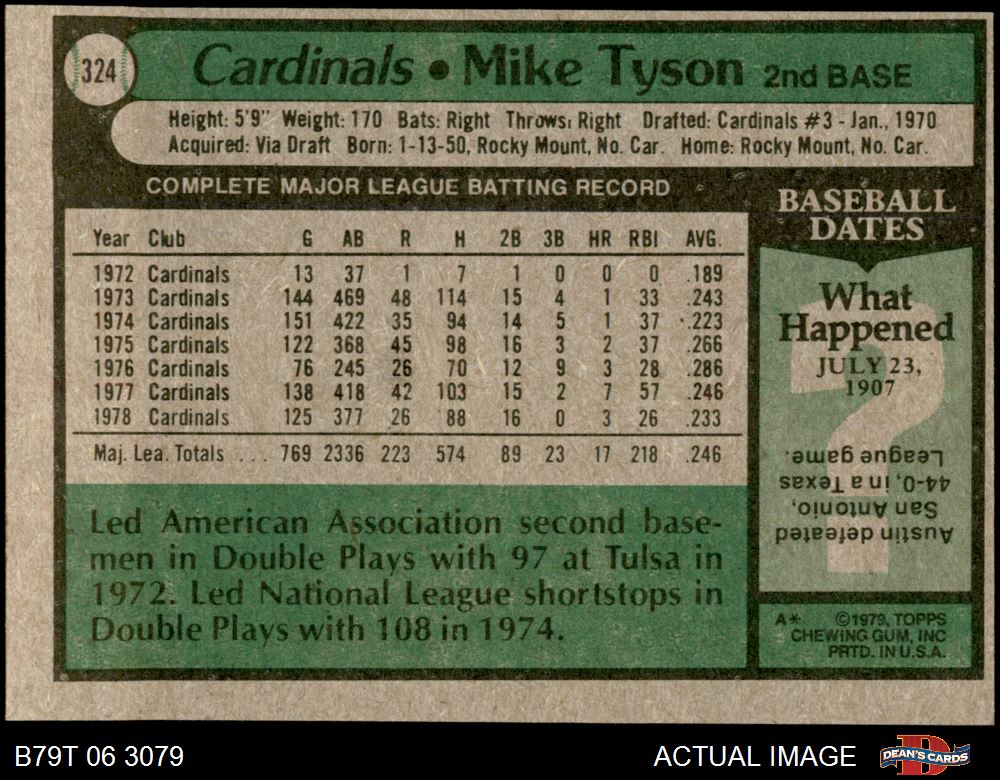 324
Cardinals • Mike Tyson 2nd BASE
Height: 5'9" Weight: 170 Bats: Right Throws: Right Drafted: Cardinals #3 - Jan., 1970
Acquired: Via Draft Born: 1-13-50, Rocky Mount, No. Car. Home: Rocky Mount, No. Car.
COMPLETE MAJOR LEAGUE BATTING RECORD
Year Club G AB R H 2B 3B HR RBI AVG.
1972 Cardinals 13 37 1 7 1 0 0 0 .189
1973 Cardinals 144 469 48 114 15 4 1 33 .243
1974 Cardinals 151 422 35 94 14 5 1 37 .223
1975 Cardinals 122 368 45 98 16 3 2 37 .266
1976 Cardinals 76 245 26 70 12 9 3 28 .286
1977 Cardinals 138 418 42 103 15 2 7 57 .246
1978 Cardinals 125 377 26 88 16 0 3 26 .233
Maj. Lea. Totals ... 769 2336 223 574 89 23 17 218 .246
Led American Association second base-
men in Double Plays with 97 at Tulsa in
1972. Led National League shortstops in
Double Plays with 108 in 1974.
BASEBALL
DATES
What
Happened
JULY 23,
1907
?
Austin defeated
San Antonio,
44-0, in a Texas
League game.
A* ©1979, TOPPS
CHEWING GUM, INC
PRTD. IN U.S.A.
B79T 06 3079
ACTUAL IMAGE
D
DEAN'S CARDS